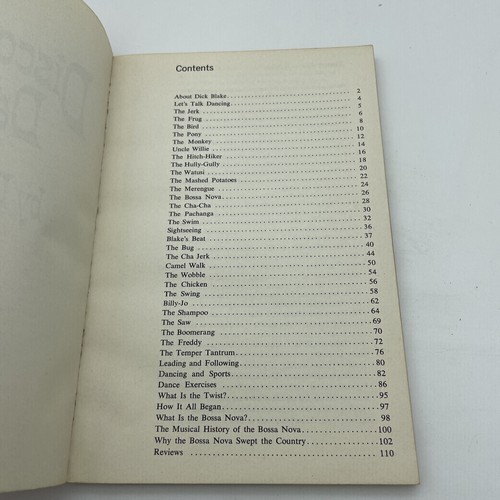 Contents
About Dick Blake 2
Let's Talk Dancing 4
The Jerk 5
The Frug 6
The Bird 8
The Pony 10
The Monkey 12
Uncle Willie 14
The Hitch-Hiker 16
The Hully-Gully 18
The Watusi 20
The Mashed Potatoes 22
The Merengue 24
The Bossa Nova 26
The Cha-Cha 28
The Pachanga 30
The Swim 32
Sightseeing 36
Blake's Beat 37
The Bug 40
The Cha Jerk 44
Camel Walk 50
The Wobble 54
The Chicken 56
The Swing 58
Billy-Jo 62
The Shampoo 64
The Saw 69
The Boomerang 70
The Freddy 72
The Temper Tantrum 76
Leading and Following 80
Dancing and Sports 82
Dance Exercises 86
What Is the Twist? 95
How It All Began 97
What Is the Bossa Nova? 98
The Musical History of the Bossa Nova 100
Why the Bossa Nova Swept the Country 102
Reviews 110